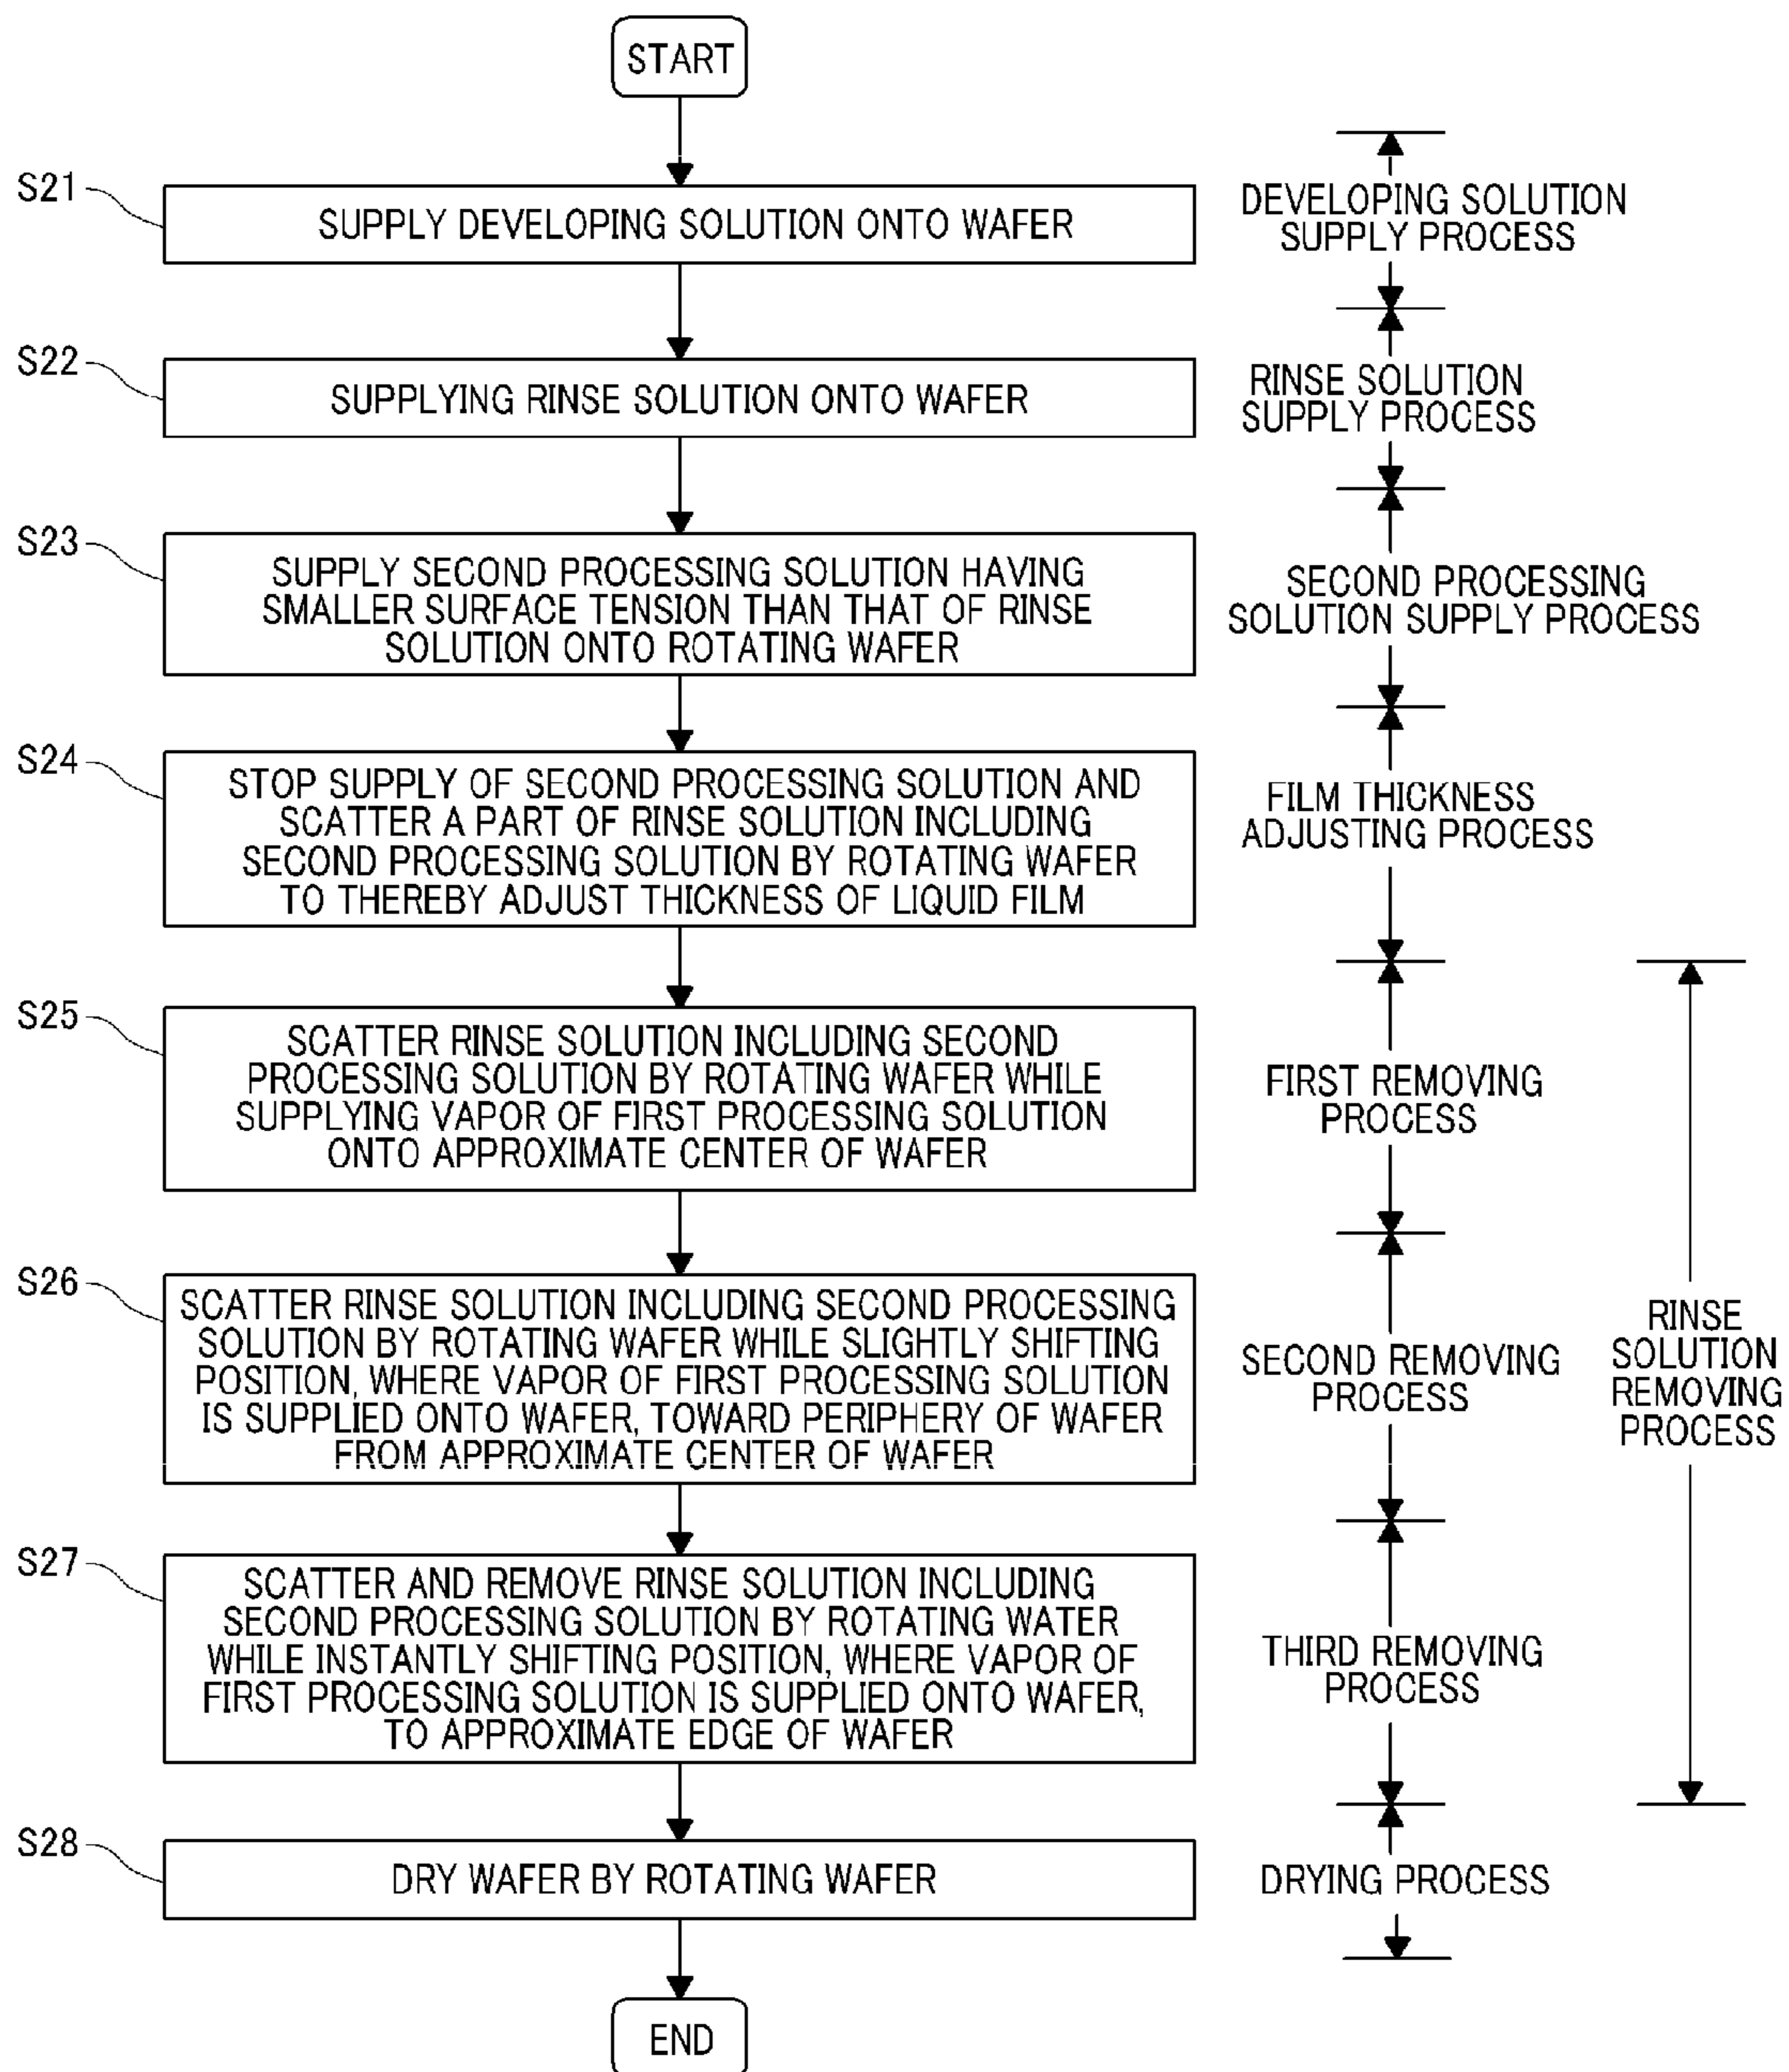 START
S21
SUPPLY DEVELOPING SOLUTION ONTO WAFER
DEVELOPING SOLUTION
SUPPLY PROCESS
S22
SUPPLYING RINSE SOLUTION ONTO WAFER
RINSE SOLUTION
SUPPLY PROCESS
S23
SUPPLY SECOND PROCESSING SOLUTION HAVING
SMALLER SURFACE TENSION THAN THAT OF RINSE
SOLUTION ONTO ROTATING WAFER
SECOND PROCESSING
SOLUTION SUPPLY PROCESS
S24
STOP SUPPLY OF SECOND PROCESSING SOLUTION AND
SCATTER A PART OF RINSE SOLUTION INCLUDING
SECOND PROCESSING SOLUTION BY ROTATING WAFER
TO THEREBY ADJUST THICKNESS OF LIQUID FILM
FILM THICKNESS
ADJUSTING PROCESS
S25
SCATTER RINSE SOLUTION INCLUDING SECOND
PROCESSING SOLUTION BY ROTATING WAFER WHILE
SUPPLYING VAPOR OF FIRST PROCESSING SOLUTION
ONTO APPROXIMATE CENTER OF WAFER
FIRST REMOVING
PROCESS
S26
SCATTER RINSE SOLUTION INCLUDING SECOND PROCESSING
SOLUTION BY ROTATING WAFER WHILE SLIGHTLY SHIFTING
POSITION, WHERE VAPOR OF FIRST PROCESSING SOLUTION
IS SUPPLIED ONTO WAFER, TOWARD PERIPHERY OF WAFER
FROM APPROXIMATE CENTER OF WAFER
SECOND REMOVING
PROCESS
RINSE
SOLUTION
REMOVING
PROCESS
S27
SCATTER AND REMOVE RINSE SOLUTION INCLUDING
SECOND PROCESSING SOLUTION BY ROTATING WATER
WHILE INSTANTLY SHIFTING POSITION, WHERE VAPOR OF
FIRST PROCESSING SOLUTION IS SUPPLIED ONTO WAFER,
TO APPROXIMATE EDGE OF WAFER
THIRD REMOVING
PROCESS
S28
DRY WAFER BY ROTATING WAFER
DRYING PROCESS
END